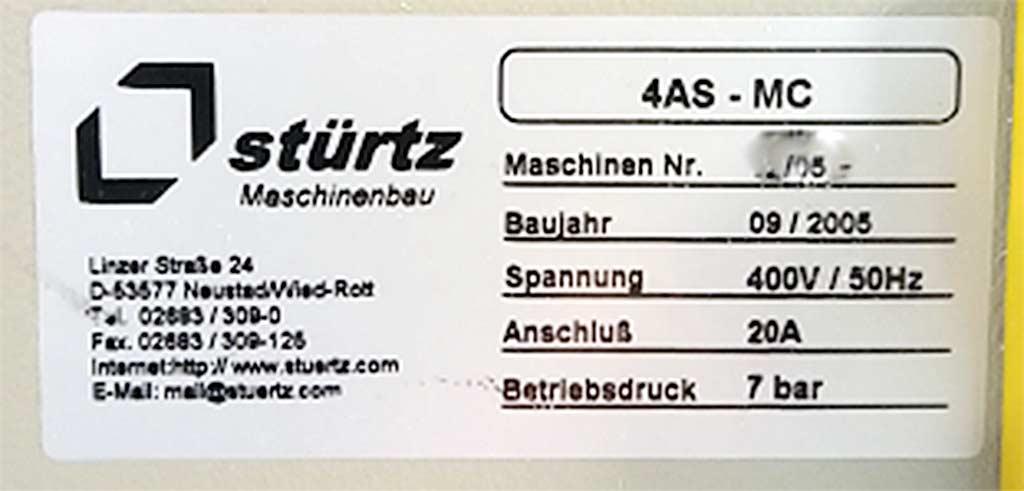 stürtz
Maschinenbau
Linzer Straße 24
D-53577 Neustad/Wied-Rott
Tel. 02683 / 309-0
Fax. 02683 / 309-126
Internet:http:// www.stuertz.com
E-Mail: mail@stuertz.com
4AS - MC
Maschinen Nr. /05
Baujahr 09 / 2005
Spannung 400V / 50Hz
Anschluß 20A
Betriebsdruck 7 bar